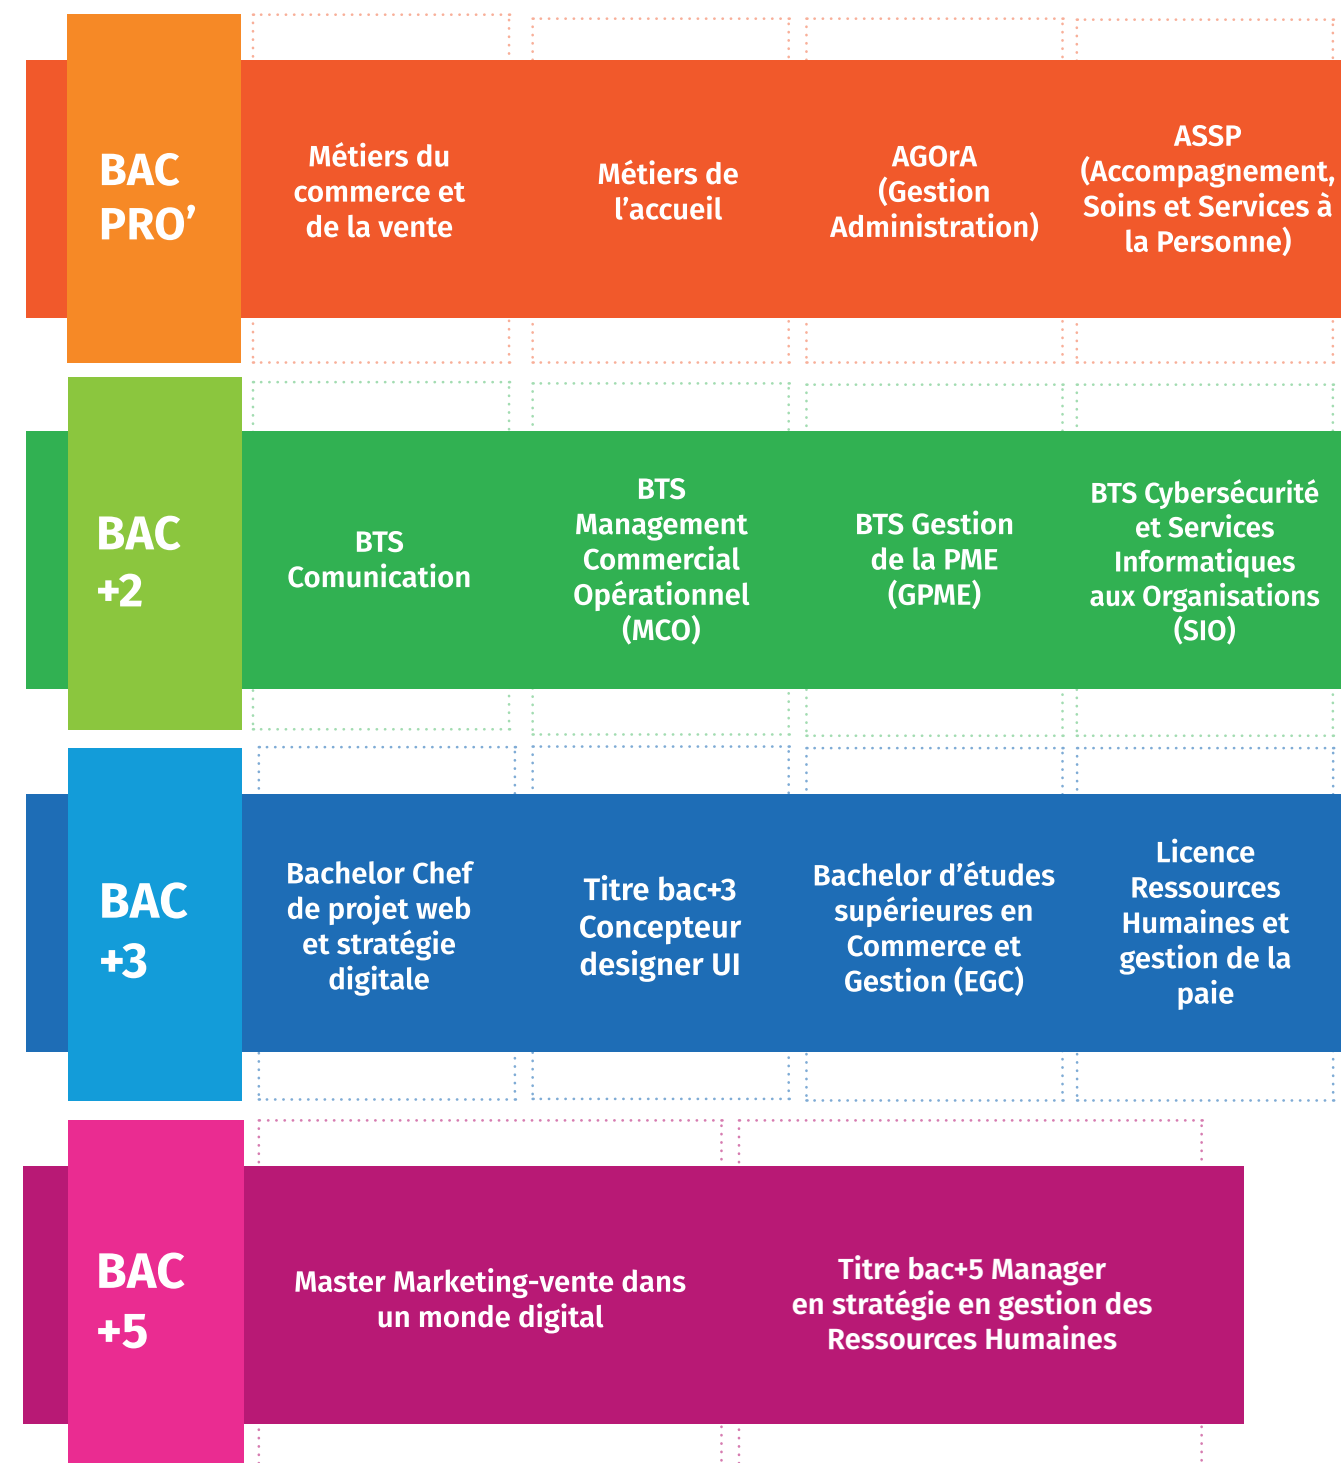 BAC
PRO’
Métiers du
commerce et
de la vente
Métiers de
l’accueil
AGOrA
(Gestion
Administration)
ASSP
(Accompagnement,
Soins et Services à
la Personne)
BAC
+2
BTS
Comunication
BTS
Management
Commercial
Opérationnel
(MCO)
BTS Gestion
de la PME
(GPME)
BTS Cybersécurité
et Services
Informatiques
aux Organisations
(SIO)
BAC
+3
Bachelor Chef
de projet web
et stratégie
digitale
Titre bac+3
Concepteur
designer UI
Bachelor d’études
supérieures en
Commerce et
Gestion (EGC)
Licence
Ressources
Humaines et
gestion de la
paie
BAC
+5
Master Marketing-vente dans
un monde digital
Titre bac+5 Manager
en stratégie en gestion des
Ressources Humaines